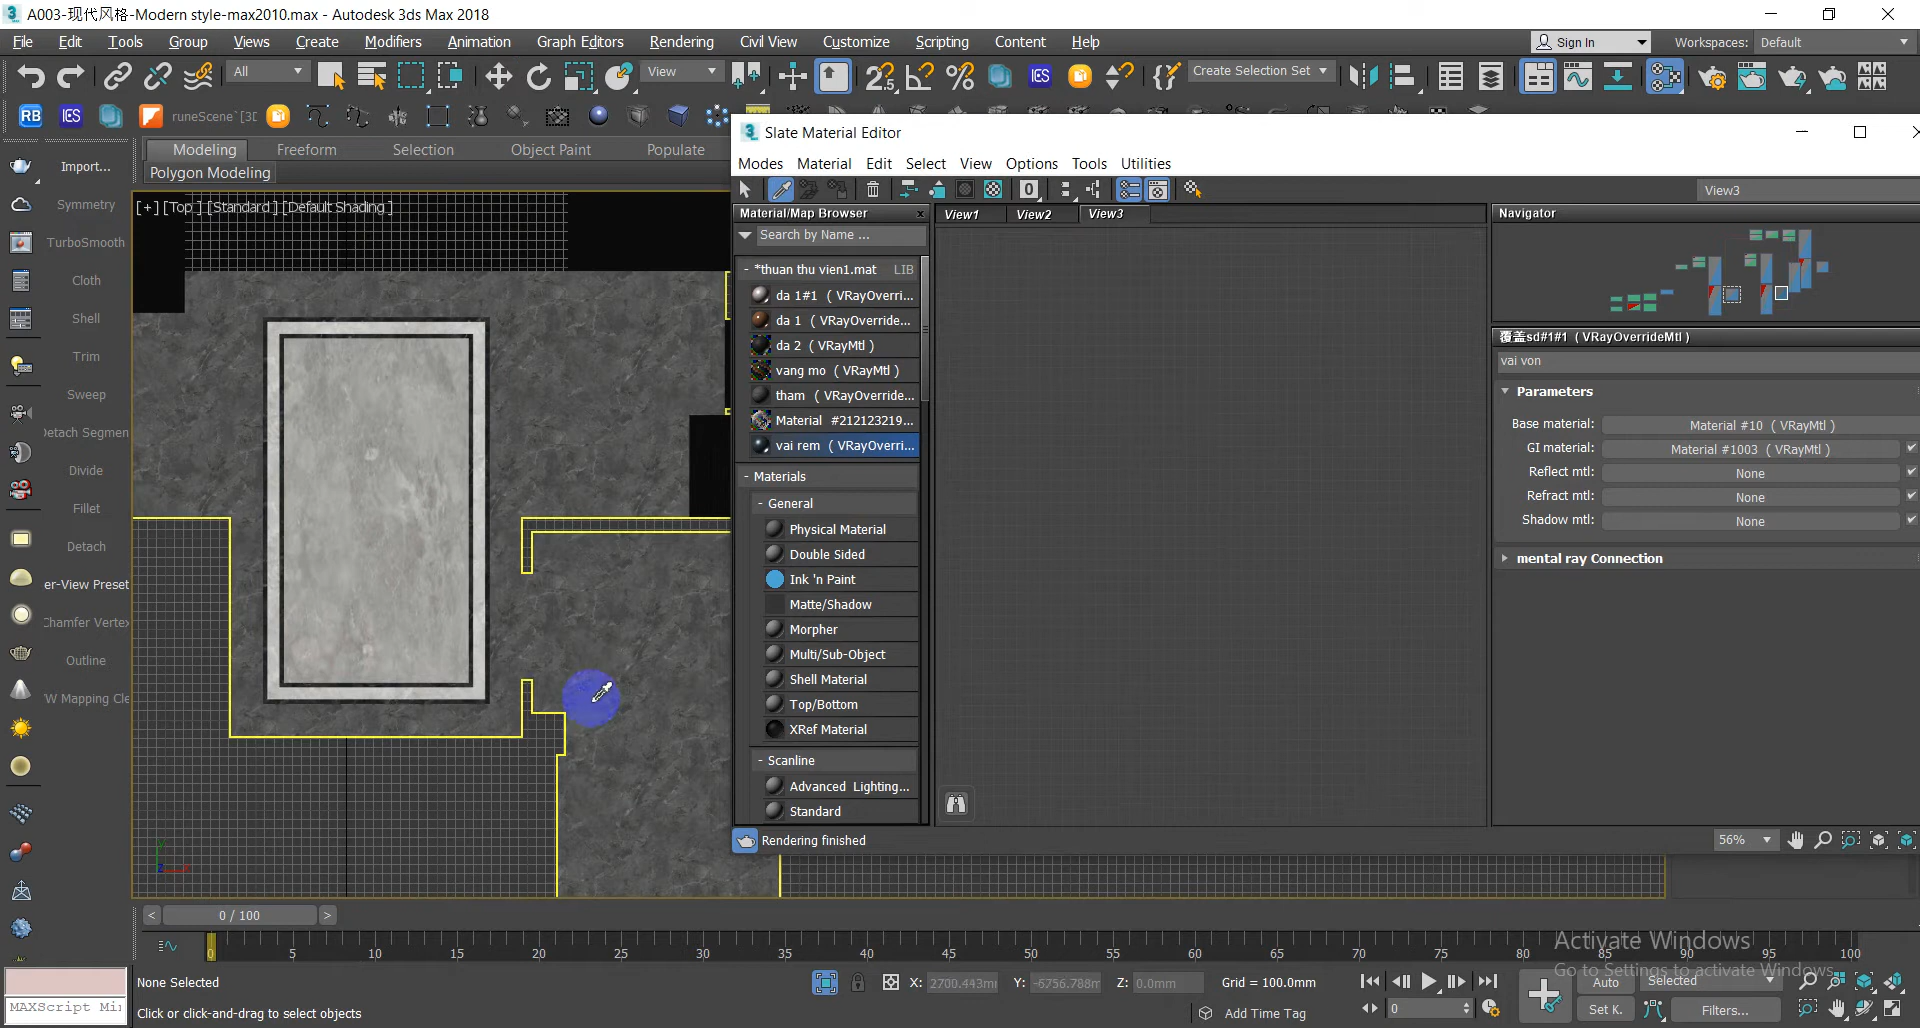 A003-现代风格-Modern style-max2010.max - Autodesk 3ds Max 2018
File Edit Tools Group Views Create Modifiers Animation Graph Editors Rendering Civil View Customize Scripting Content Help
Sign In Workspaces: Default
All View Create Selection Set
RB runeScene`[3D
Modeling Freeform Selection Object Paint Populate
Polygon Modeling
Import...
Symmetry
TurboSmooth
Cloth
Shell
Trim
Sweep
Detach Segmen
Divide
Fillet
Detach
er-View Preset
Chamfer Vertex
Outline
W Mapping Cle
[+] [Top ] [Standard ] [Default Shading ]
Slate Material Editor
Modes Material Edit Select View Options Tools Utilities
View3
Material/Map Browser x
Search by Name ...
- *thuan thu vien1.mat LIB
da 1#1 ( VRayOverri...
da 1 ( VRayOverride...
da 2 ( VRayMtl )
vang mo ( VRayMtl )
tham ( VRayOverride...
Material #212123219...
vai rem ( VRayOverri...
- Materials
- General
Physical Material
Double Sided
Ink 'n Paint
Matte/Shadow
Morpher
Multi/Sub-Object
Shell Material
Top/Bottom
XRef Material
- Scanline
Advanced Lighting...
Standard
View1 View2 View3
Navigator
覆盖sd#1#1 ( VRayOverrideMtl )
vai von
Parameters
Base material: Material #10 ( VRayMtl )
GI material: Material #1003 ( VRayMtl )
Reflect mtl: None
Refract mtl: None
Shadow mtl: None
mental ray Connection
Rendering finished
56%
< 0 / 100 >
0 5 10 15 20 25 30 35 40 45 50 55 60 65 70 75 80 85 90 95 100
Activate Windows
Go to Settings to activate Windows.
None Selected
X: 2700.443m Y: -6756.788m Z: 0.0mm Grid = 100.0mm
Auto Selected
MAXScript Mi
Click or click-and-drag to select objects
Add Time Tag
0
Set K. Filters...